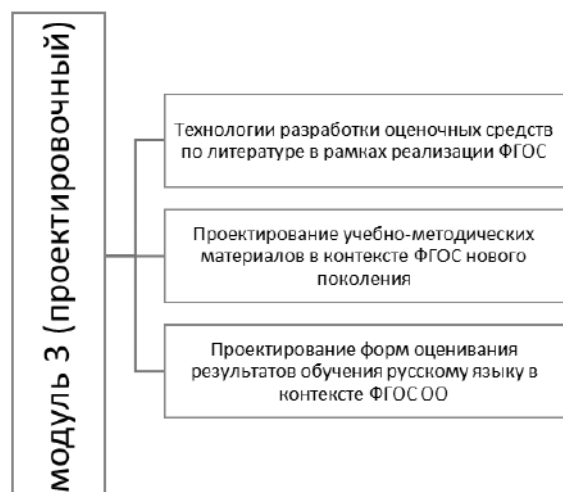 модуль 3 (проектировочный)
Технологии разработки оценочных средств
по литературе в рамках реализации ФГОС
Проектирование учебно-методических
материалов в контексте ФГОС нового
поколения
Проектирование форм оценивания
результатов обучения русскому языку в
контексте ФГОС ОО